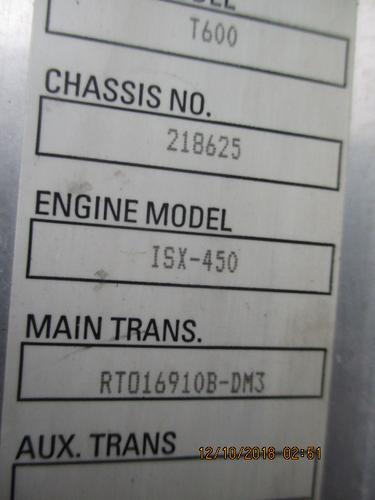 T600
CHASSIS NO.
218625
ENGINE MODEL
ISX-450
MAIN TRANS.
RTO16910B-DM3
AUX. TRANS
12/10/2018 02:51